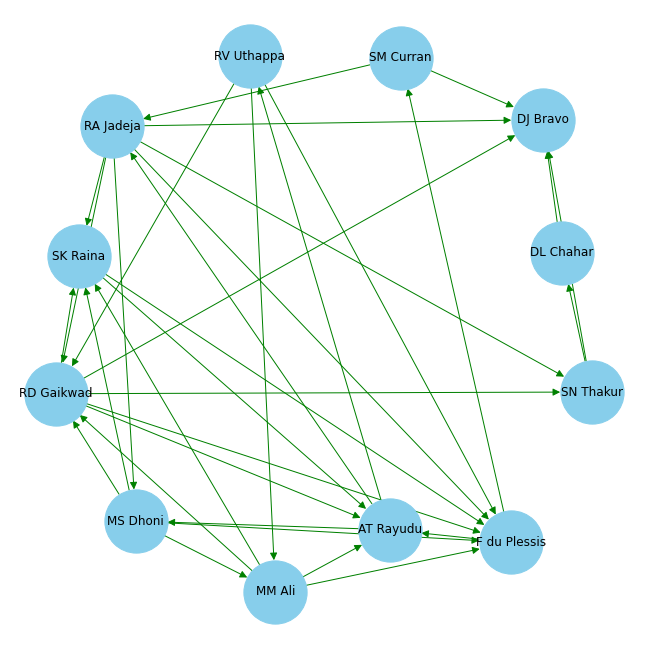 RV Uthappa
SM Curran
RA Jadeja
DJ Bravo
SK Raina
DL Chahar
RD Gaikwad
SN Thakur
MS Dhoni
AT Rayudu
F du Plessis
MM Ali